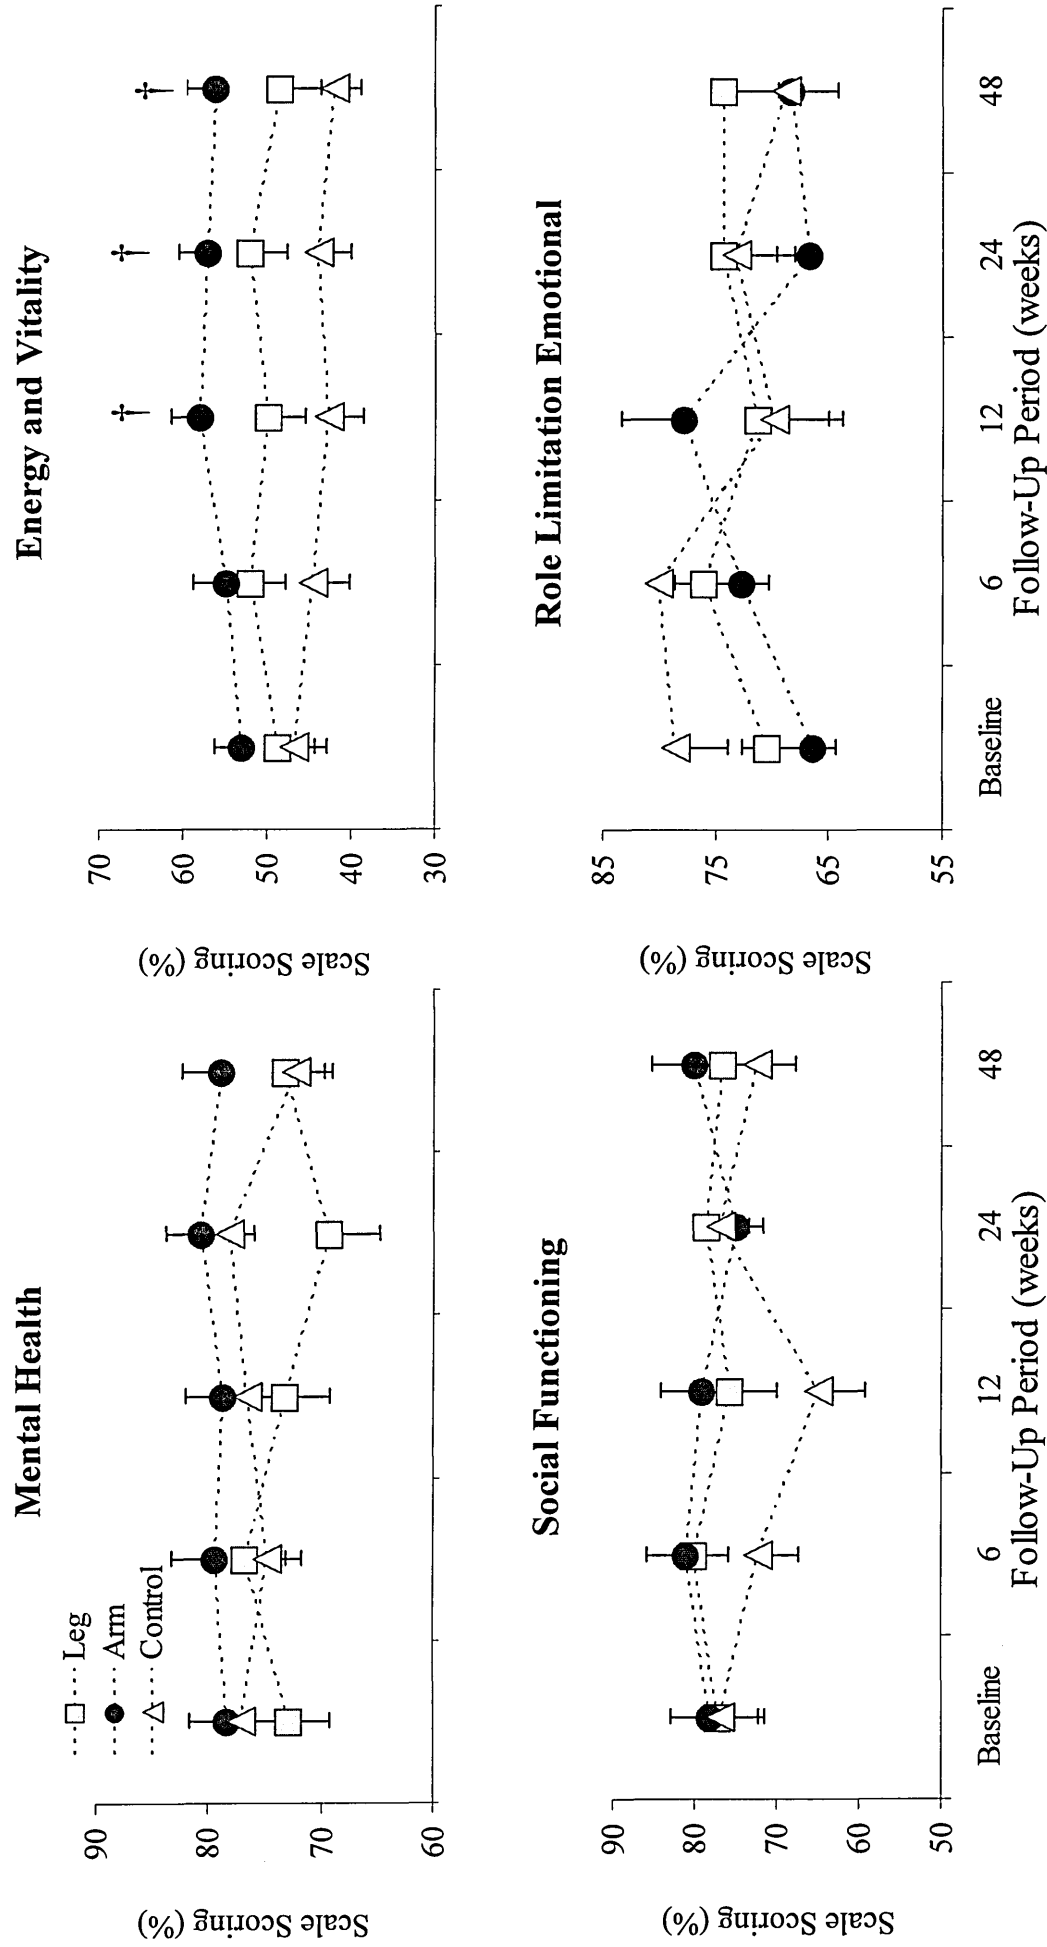 Mental Health
Scale Scoring (%)
90
80
70
60
Leg
Arm
Control
Energy and Vitality
Scale Scoring (%)
70
60
50
40
30
†
†
†
Social Functioning
Scale Scoring (%)
90
80
70
60
50
Baseline
6
12
24
48
Follow-Up Period (weeks)
Role Limitation Emotional
Scale Scoring (%)
85
75
65
55
Baseline
6
12
24
48
Follow-Up Period (weeks)